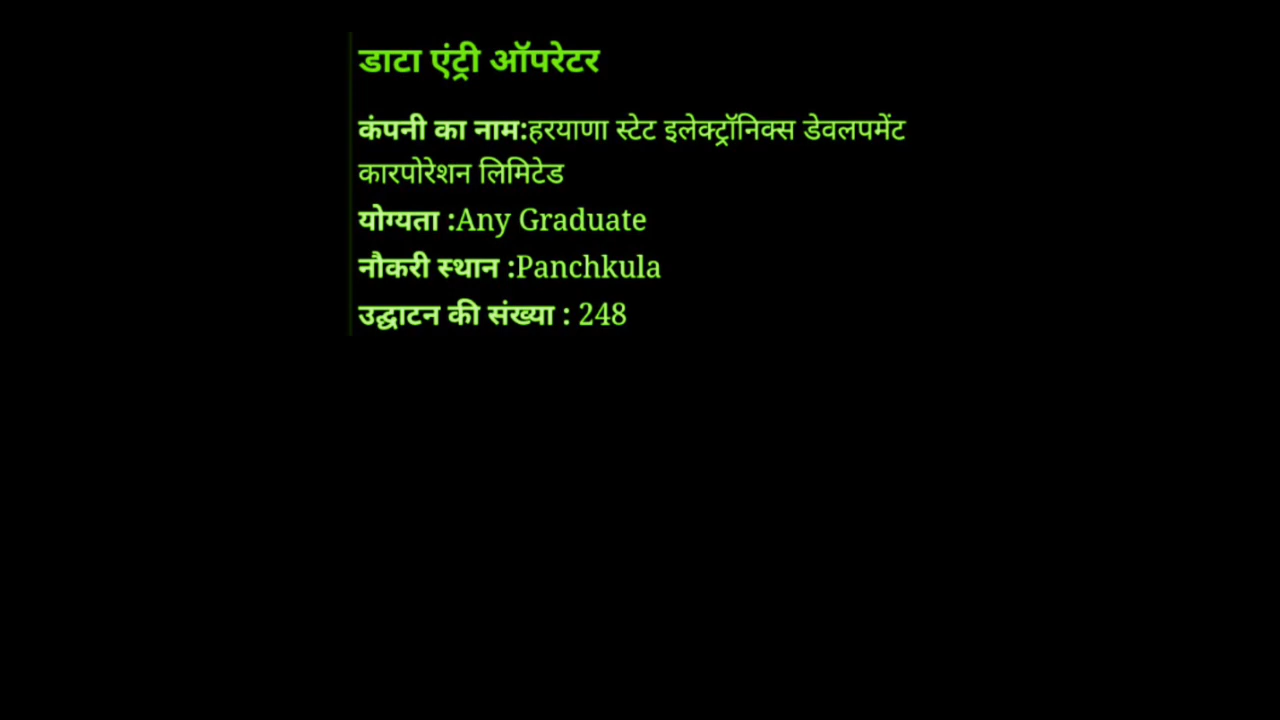 डाटा एंट्री ऑपरेटर
कंपनी का नाम:हरयाणा स्टेट इलेक्ट्रॉनिक्स डेवलपमेंट
कारपोरेशन लिमिटेड
योग्यता :Any Graduate
नौकरी स्थान :Panchkula
उद्घाटन की संख्या : 248